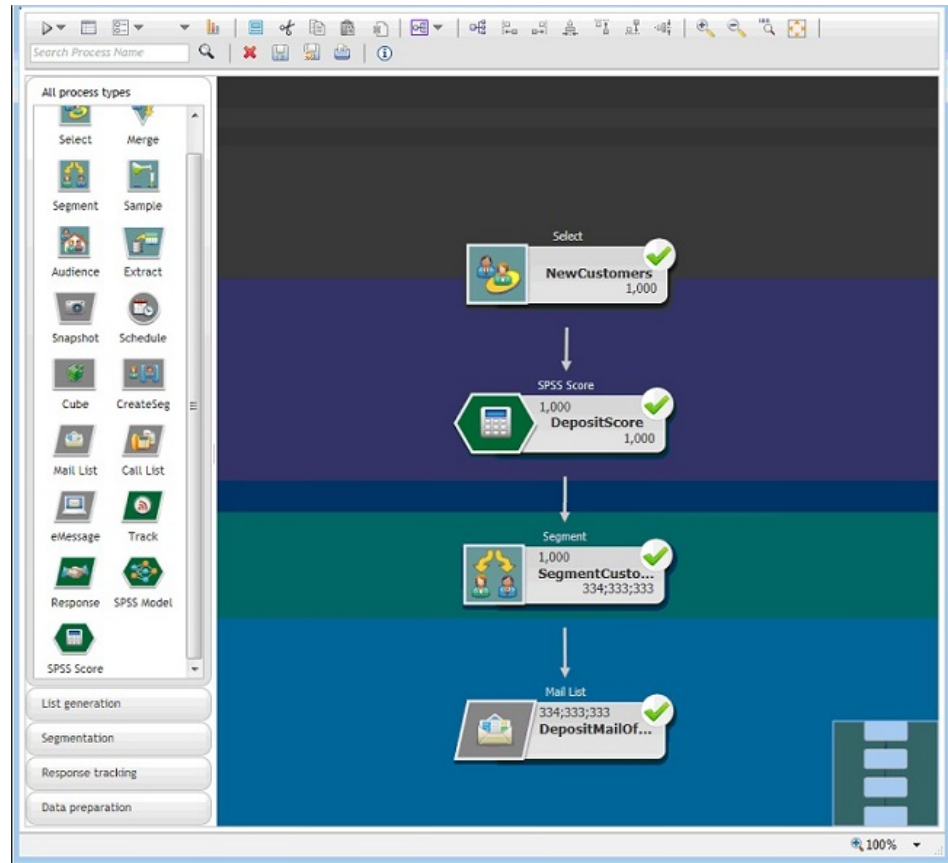 Search Process Name
All process types
Select Merge
Segment Sample
Audience Extract
Snapshot Schedule
Cube CreateSeg
Mail List Call List
eMessage Track
Response SPSS Model
SPSS Score
List generation
Segmentation
Response tracking
Data preparation
Select
NewCustomers
1,000
SPSS Score
1,000
DepositScore
1,000
Segment
1,000
SegmentCusto...
334;333;333
Mail List
334;333;333
DepositMailOf...
100%